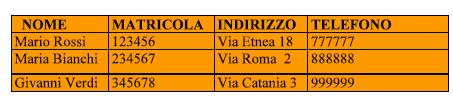 NOME MATRICOLA INDIRIZZO TELEFONO
Mario Rossi 123456 Via Etnea 18 777777
Maria Bianchi 234567 Via Roma 2 888888
Givanni Verdi 345678 Via Catania 3 999999